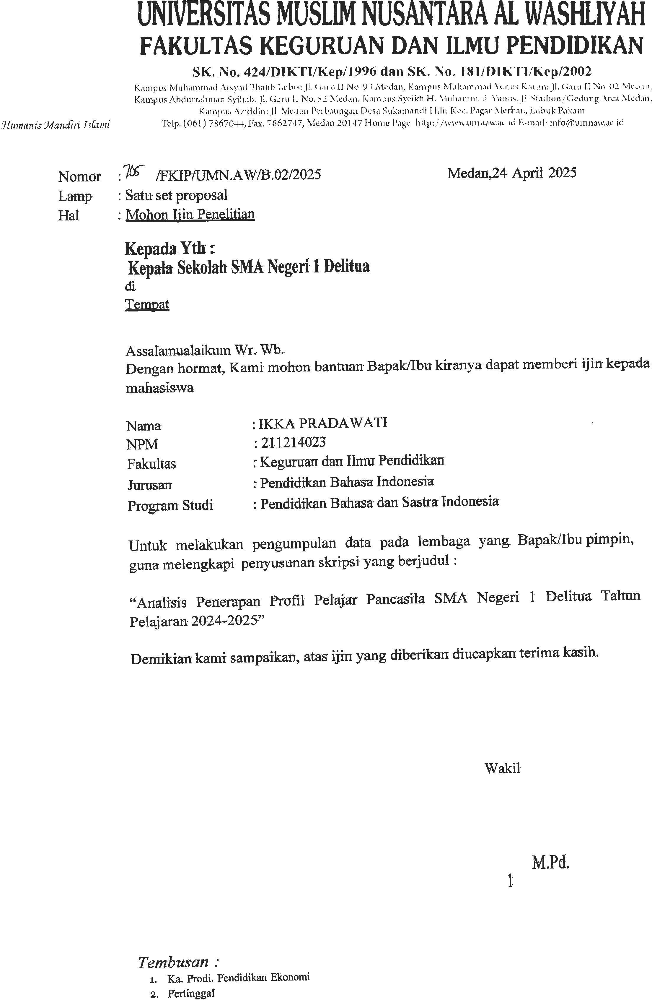 UNIVERSITAS MUSLIM NUSANTARA AL WASHLIYAH
FAKULTAS KEGURUAN DAN ILMU PENDIDIKAN
SK. No. 424/DIKTI/Kep/1996 dan SK. No. 181/DIKTI/Kep/2002
Kampus Muhammad Arsyad Thalib Lubis: Jl. Garu II No 93 Medan, Kampus Muhammad Yunus Karim: Jl. Garu II No 02 Medan,
Kampus Abdurrahman Syihab: Jl. Garu II No. 52 Medan, Kampus Syeikh H. Muhammad Yunus, Jl Stadion/Gedung Arca Medan,
Kampus Aziddin: Jl Medan Perbaungan Desa Sukamandi Hilir Kec. Pagar Merbau, Lubuk Pakam
Humanis Mandiri Islami
Telp. (061) 7867044, Fax. 7862747, Medan 20147 Home Page http://www.umnaw.ac id E-mail: info@umnaw.ac id
Nomor : 705 /FKIP/UMN.AW/B.02/2025 Medan,24 April 2025
Lamp : Satu set proposal
Hal : Mohon Ijin Penelitian
Kepada Yth :
Kepala Sekolah SMA Negeri 1 Delitua
di
Tempat
Assalamualaikum Wr. Wb.
Dengan hormat, Kami mohon bantuan Bapak/Ibu kiranya dapat memberi ijin kepada
mahasiswa
Nama : IKKA PRADAWATI
NPM : 211214023
Fakultas : Keguruan dan Ilmu Pendidikan
Jurusan : Pendidikan Bahasa Indonesia
Program Studi : Pendidikan Bahasa dan Sastra Indonesia
Untuk melakukan pengumpulan data pada lembaga yang Bapak/Ibu pimpin,
guna melengkapi penyusunan skripsi yang berjudul :
“Analisis Penerapan Profil Pelajar Pancasila SMA Negeri 1 Delitua Tahun
Pelajaran 2024-2025”
Demikian kami sampaikan, atas ijin yang diberikan diucapkan terima kasih.
Wakil
M.Pd.
1
Tembusan :
1. Ka. Prodi. Pendidikan Ekonomi
2. Pertinggal